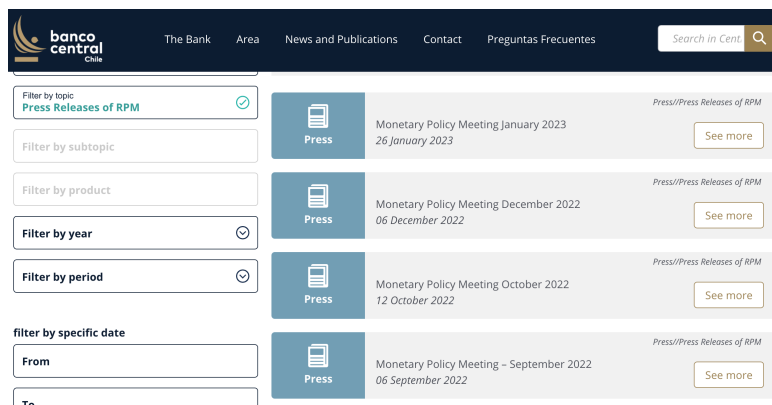 banco
central
Chile
The Bank
Area
News and Publications
Contact
Preguntas Frecuentes
Search in Cent.
Filter by topic
Press Releases of RPM
Filter by subtopic
Filter by product
Filter by year
Filter by period
filter by specific date
From
To
Press//Press Releases of RPM
Press
Monetary Policy Meeting January 2023
26 January 2023
See more
Press//Press Releases of RPM
Press
Monetary Policy Meeting December 2022
06 December 2022
See more
Press//Press Releases of RPM
Press
Monetary Policy Meeting October 2022
12 October 2022
See more
Press//Press Releases of RPM
Press
Monetary Policy Meeting – September 2022
06 September 2022
See more